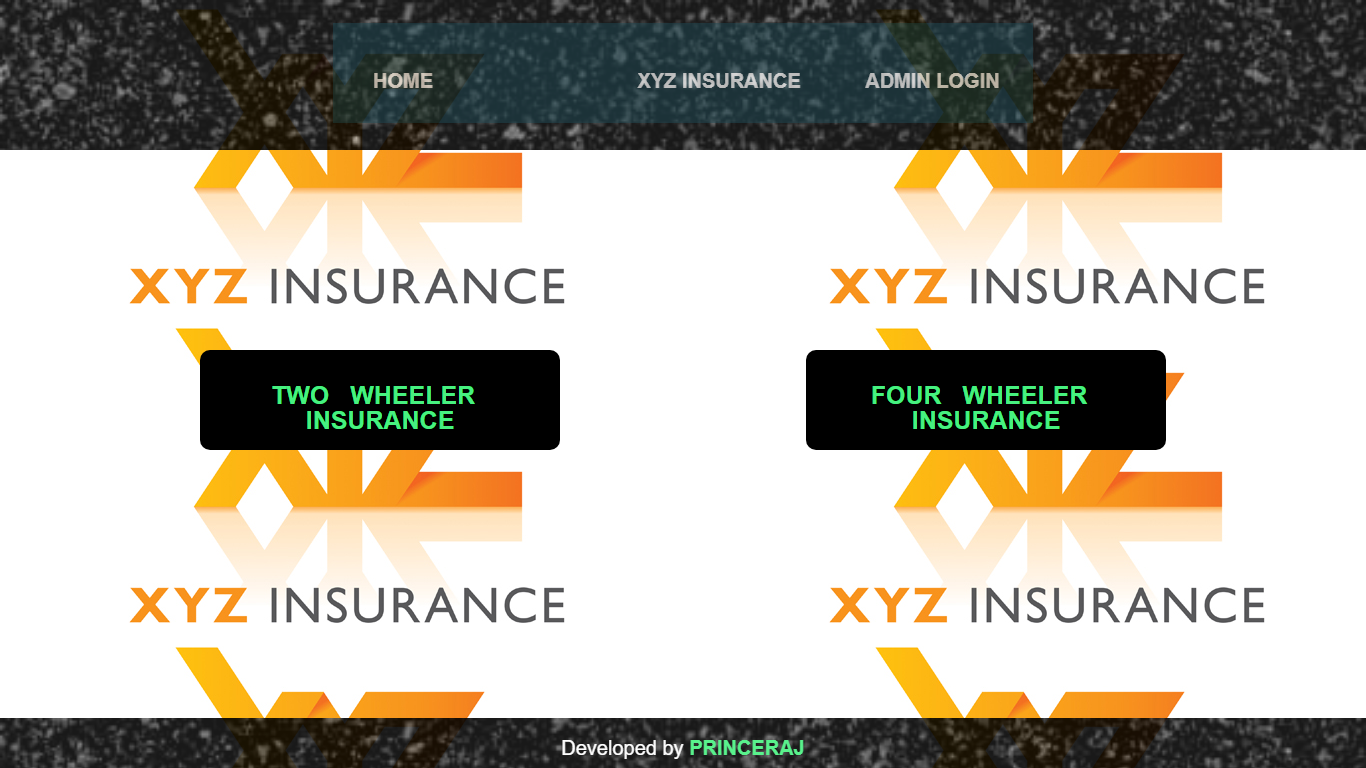 HOME XYZ INSURANCE ADMIN LOGIN
XYZ INSURANCE XYZ INSURANCE
TWO WHEELER
INSURANCE
FOUR WHEELER
INSURANCE
XYZ INSURANCE XYZ INSURANCE
Developed by PRINCERAJ